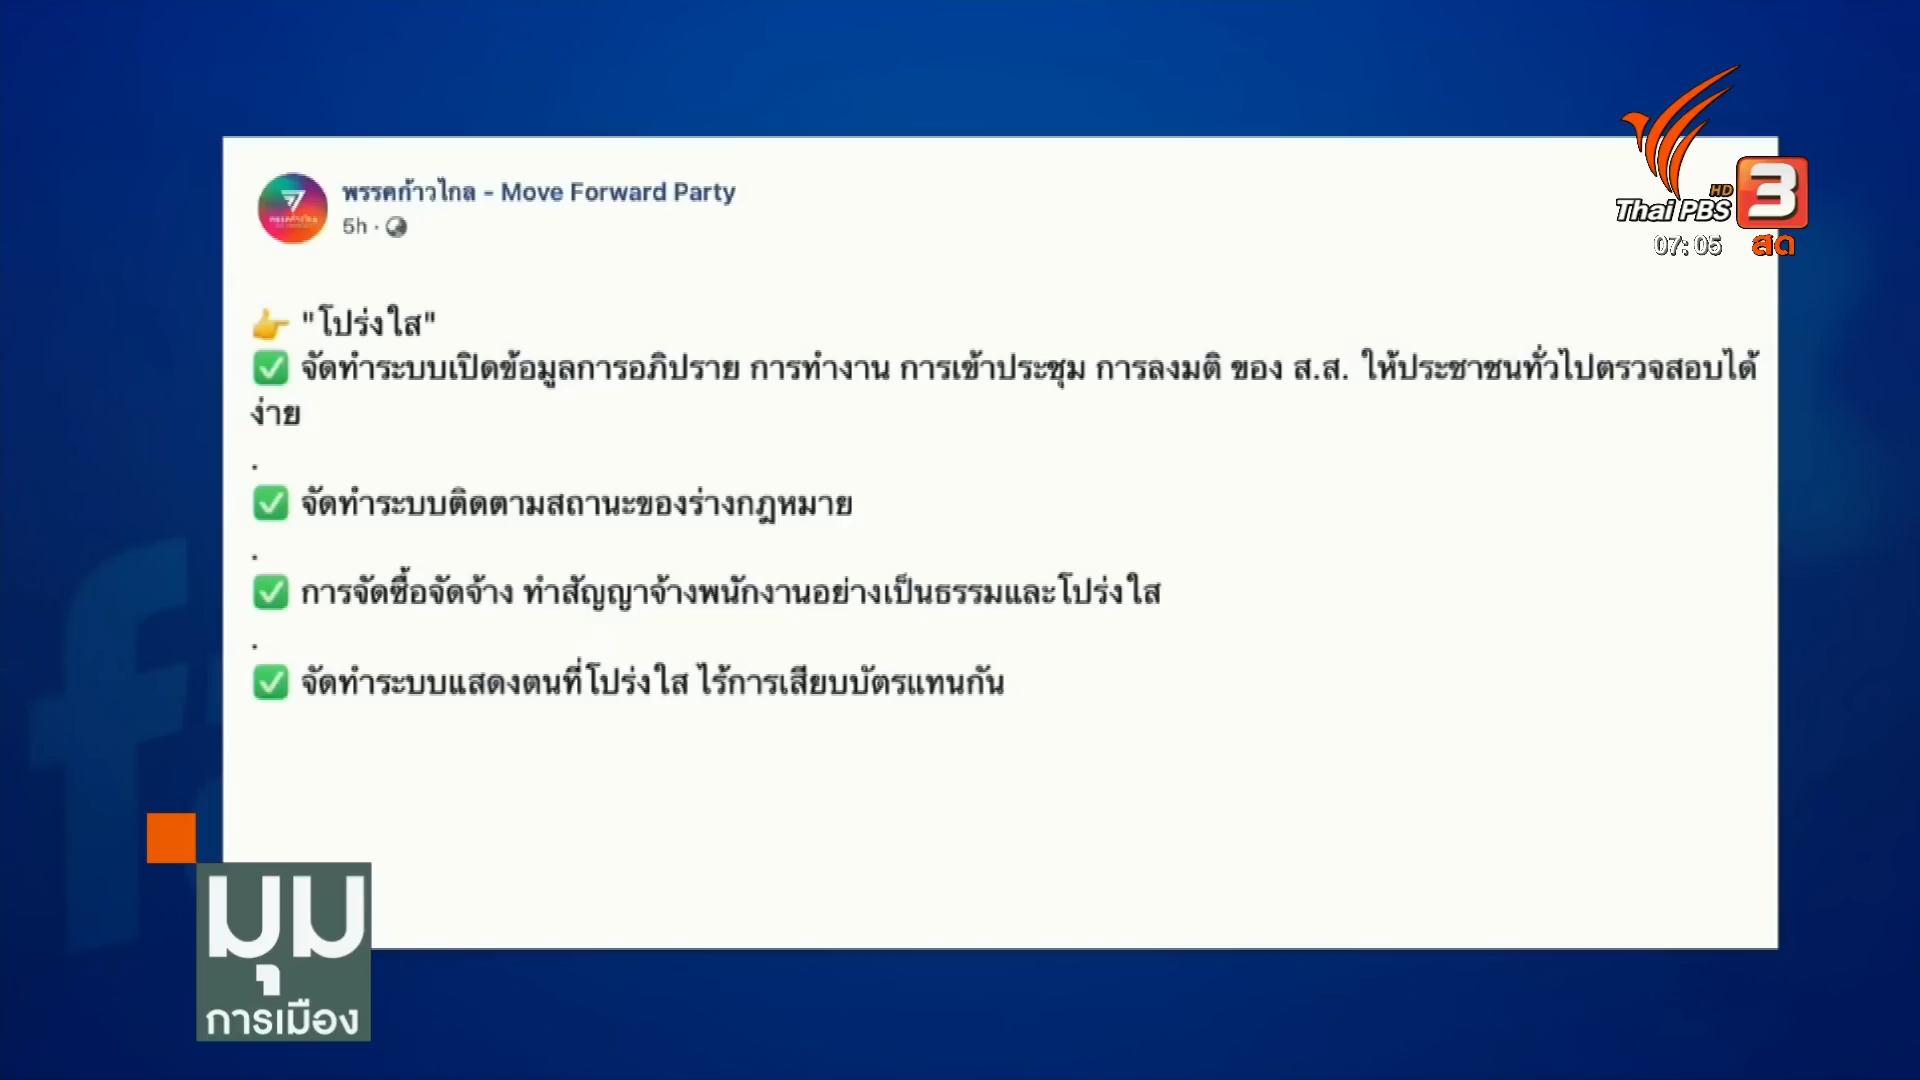 พรรคก้าวไกล - Move Forward Party
5h ·
👉 "โปร่งใส"
✅ จัดทำระบบเปิดข้อมูลการอภิปราย การทำงาน การเข้าประชุม การลงมติ ของ ส.ส. ให้ประชาชนทั่วไปตรวจสอบได้
ง่าย
.
✅ จัดทำระบบติดตามสถานะของร่างกฎหมาย
.
✅ การจัดซื้อจัดจ้าง ทำสัญญาจ้างพนักงานอย่างเป็นธรรมและโปร่งใส
.
✅ จัดทำระบบแสดงตนที่โปร่งใส ไร้การเสียบบัตรแทนกัน
HD
Thai PBS 3
07:05 สด
มุม
การเมือง